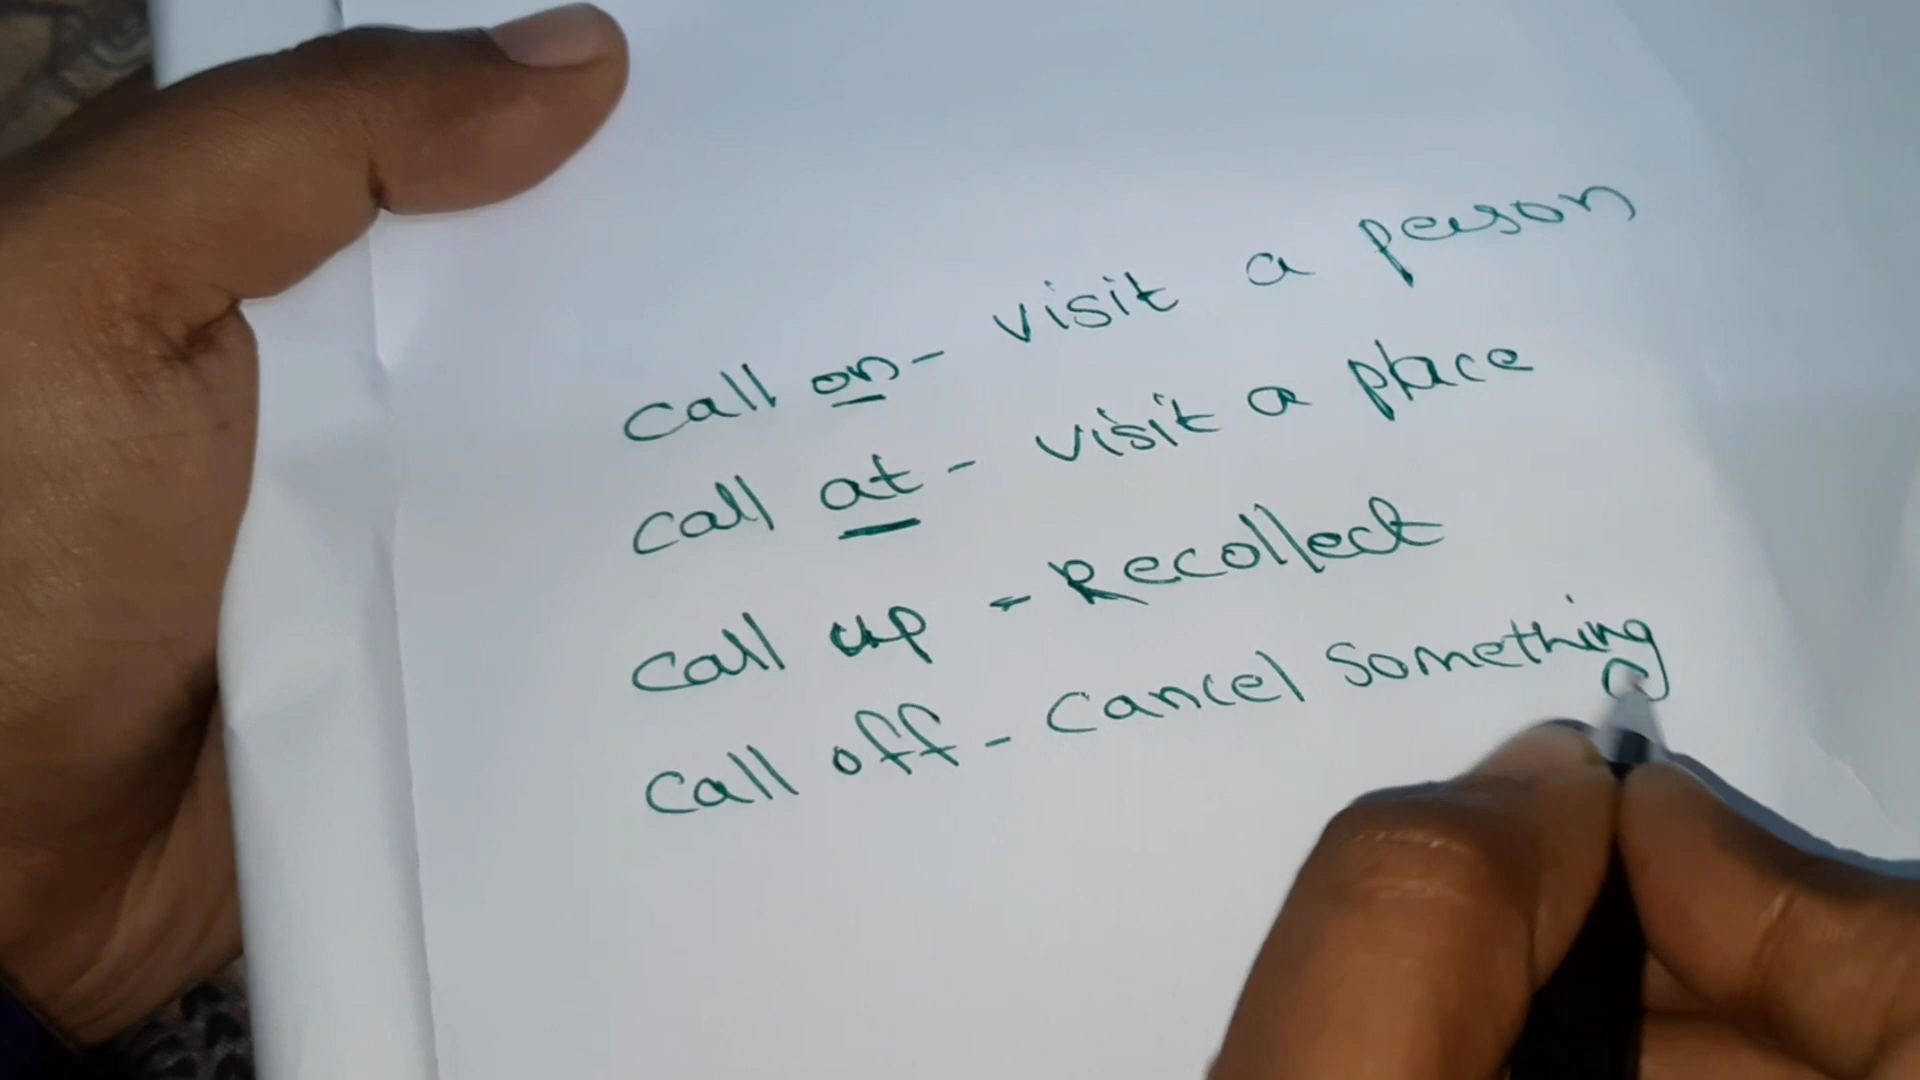 call on - visit a person
call at - visit a place
call up - Recollect
call off - cancel something